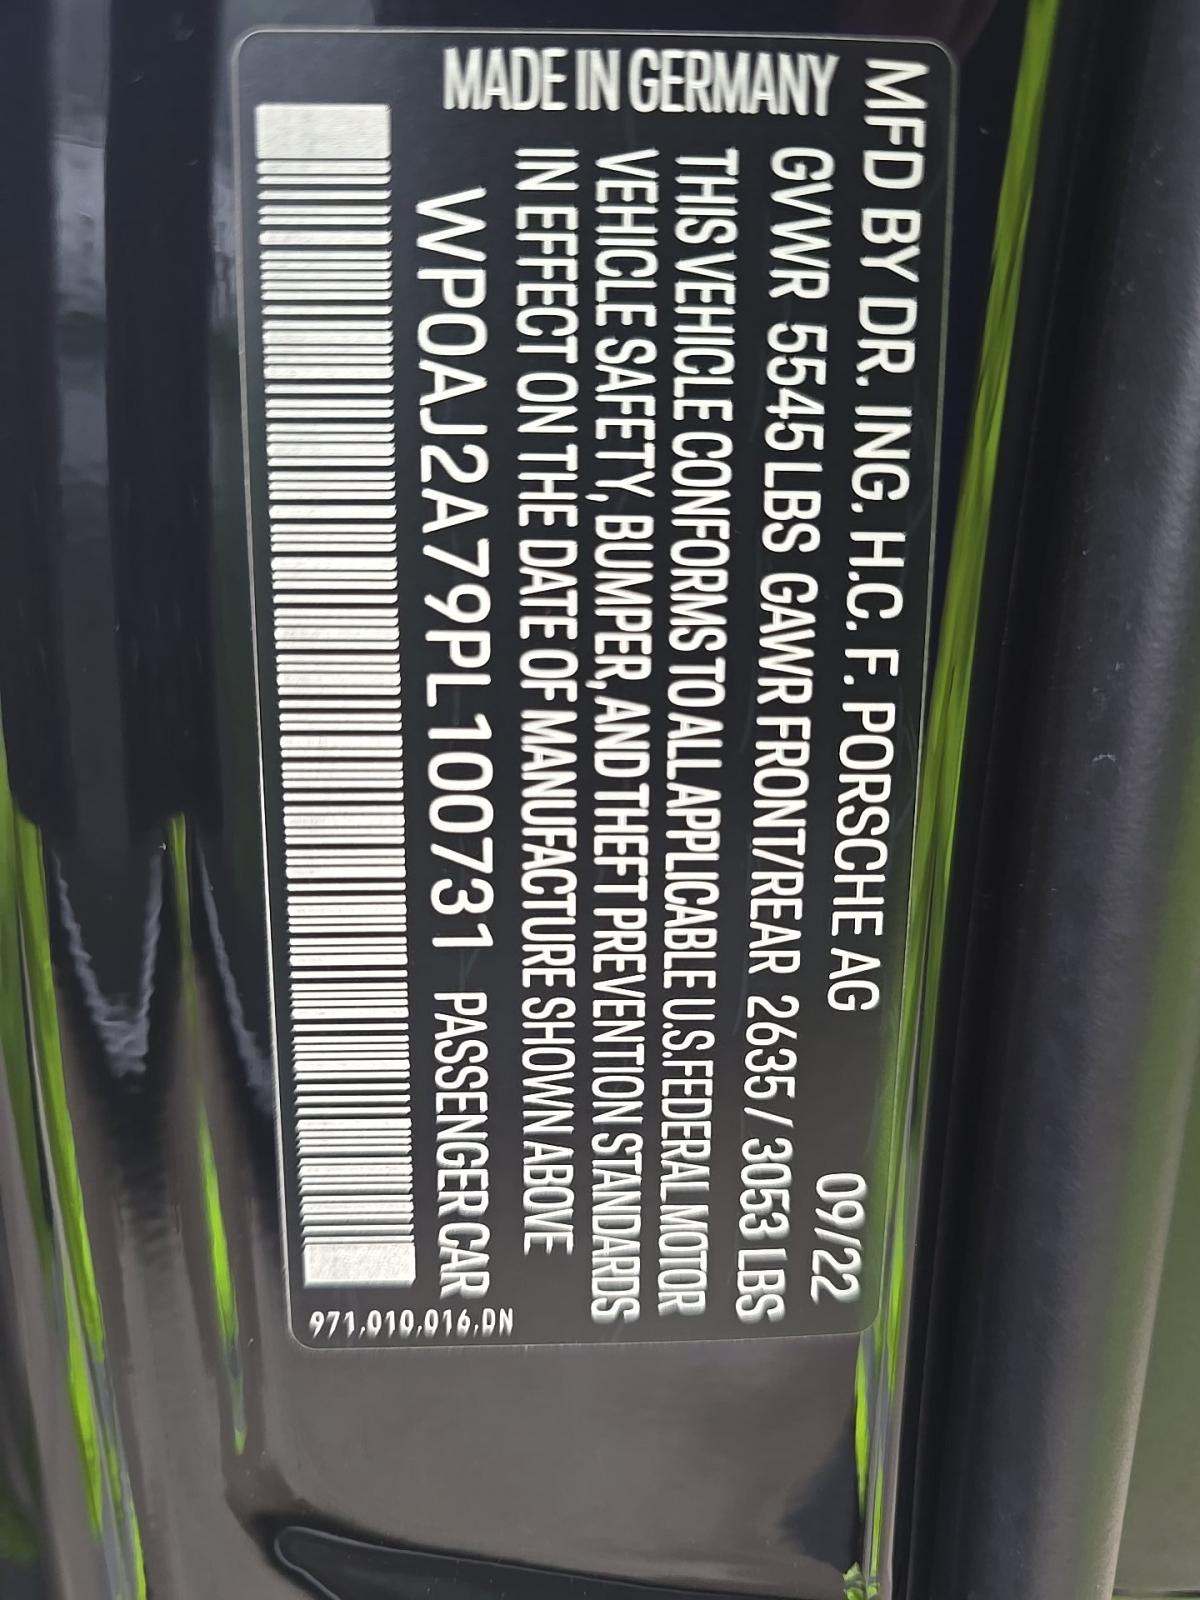 MFD BY DR. ING. H.C. F. PORSCHE AG 09/22
GVWR 5545 LBS GAWR FRONT/REAR 2635 / 3053 LBS
THIS VEHICLE CONFORMS TO ALL APPLICABLE U.S.FEDERAL MOTOR
VEHICLE SAFETY, BUMPER, AND THEFT PREVENTION STANDARDS
IN EFFECT ON THE DATE OF MANUFACTURE SHOWN ABOVE
WP0AJ2A79PL100731 PASSENGER CAR
MADE IN GERMANY
971.010.016.DN